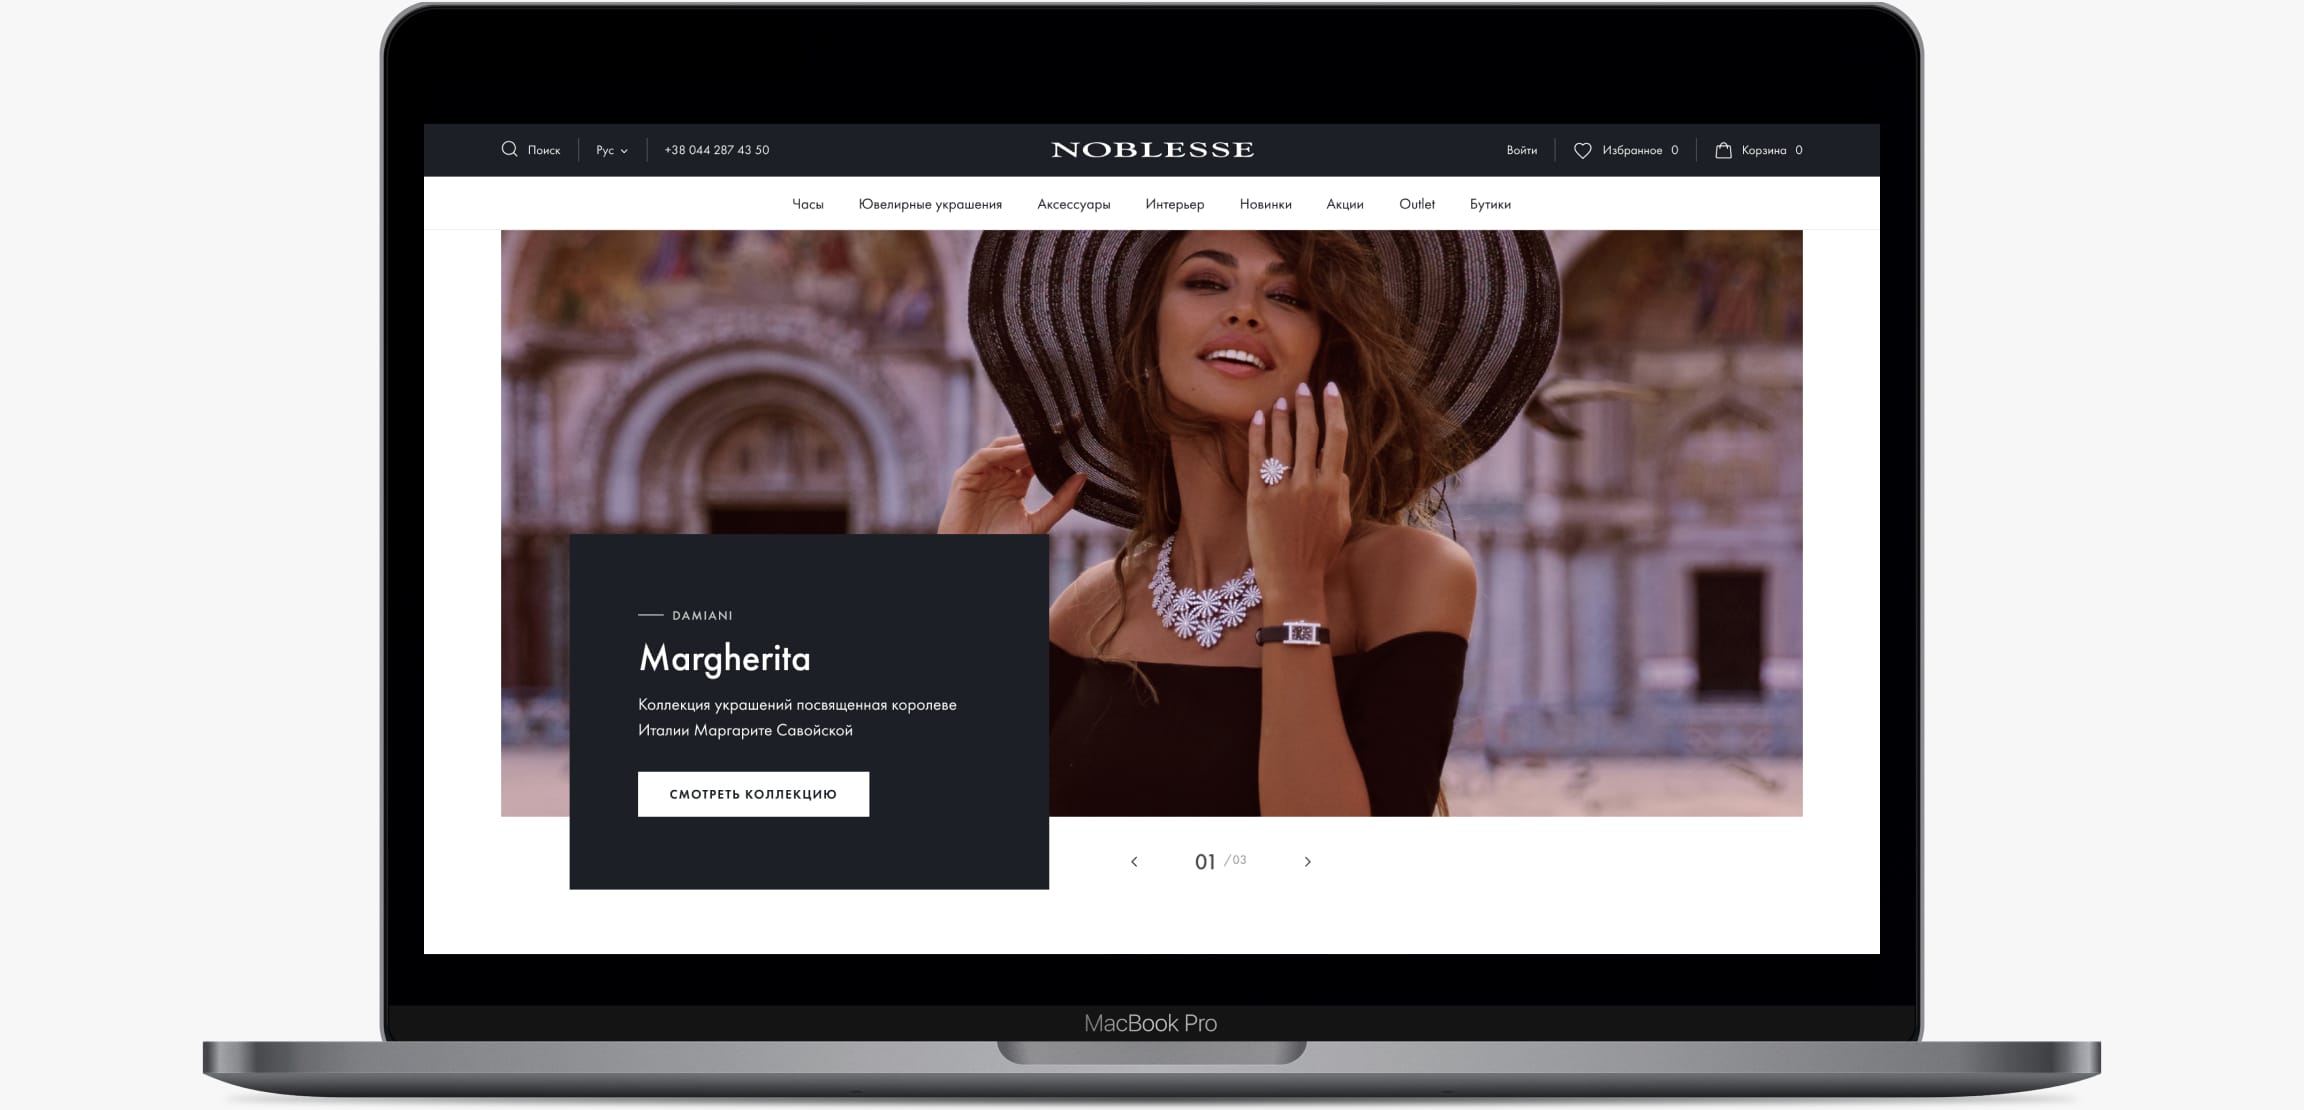 Поиск
Рус
+38 044 287 43 50
NOBLESSE
Войти
Избранное 0
Корзина 0
Часы
Ювелирные украшения
Аксессуары
Интерьер
Новинки
Акции
Outlet
Бутики
DAMIANI
Margherita
Коллекция украшений посвященная королеве
Италии Маргарите Савойской
СМОТРЕТЬ КОЛЛЕКЦИЮ
01 /03
MacBook Pro